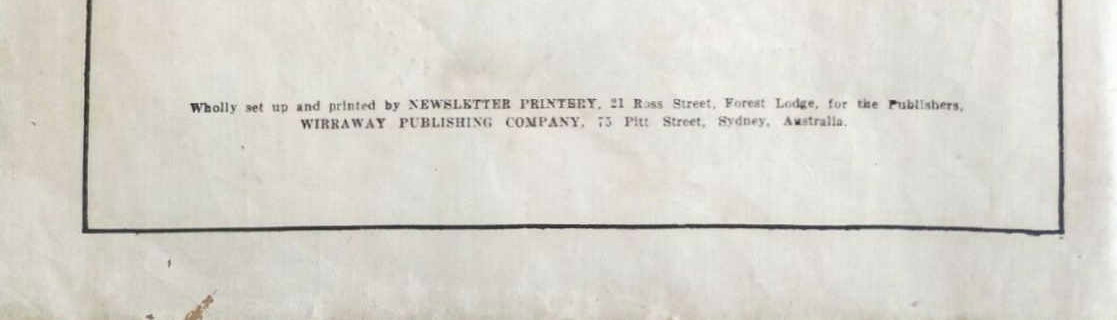 Wholly set up and printed by NEWSLETTER PRINTERY, 21 Ross Street, Forest Lodge, for the Publishers,
WIRRAWAY PUBLISHING COMPANY, 75 Pitt Street, Sydney, Australia.